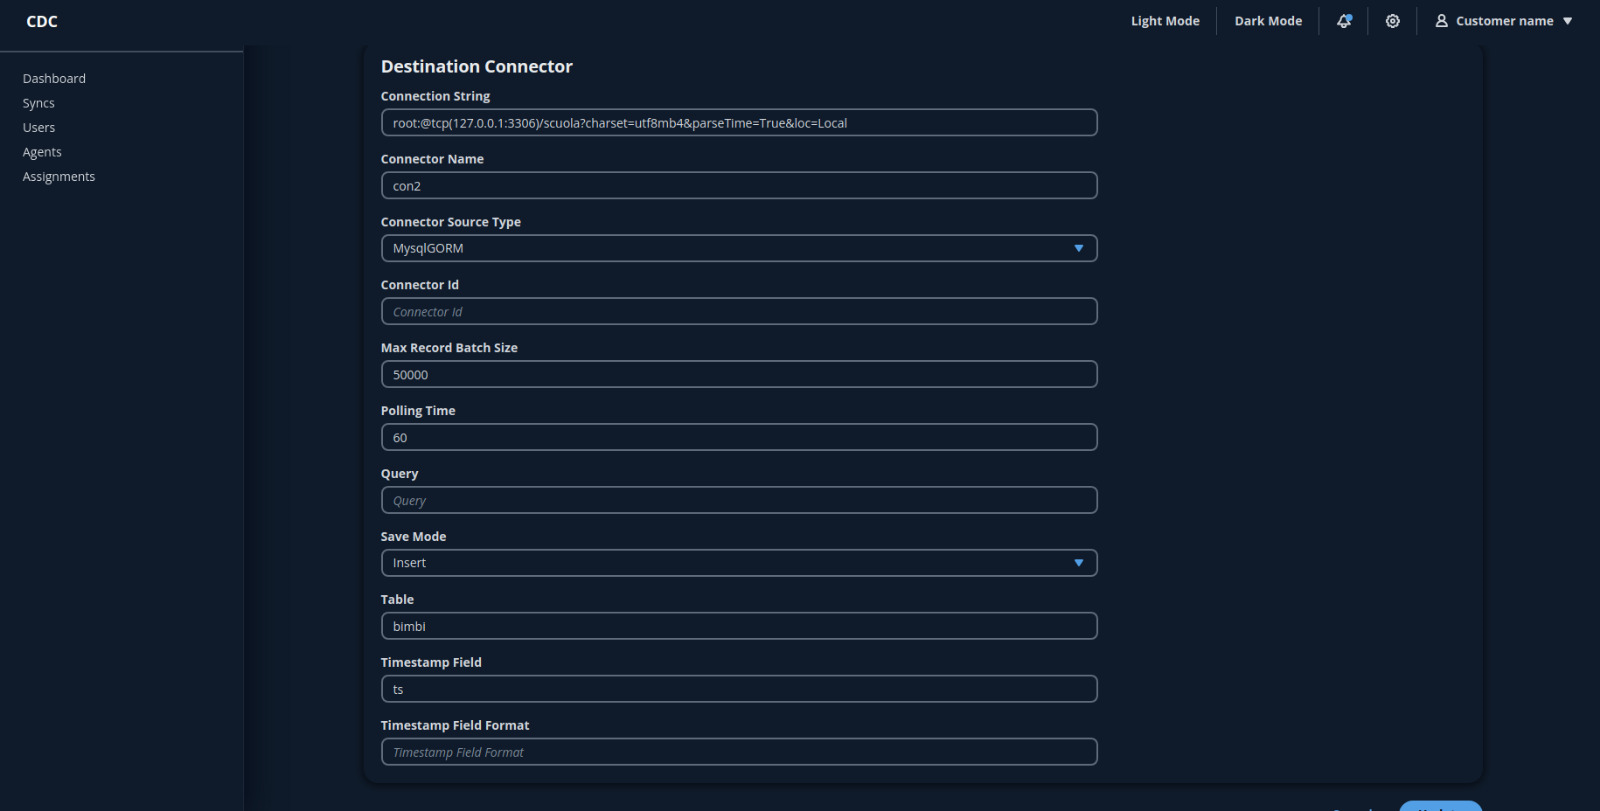 CDC
Light Mode
Dark Mode
Customer name
Dashboard
Syncs
Users
Agents
Assignments
Destination Connector
Connection String
root:@tcp(127.0.0.1:3306)/scuola?charset=utf8mb4&parseTime=True&loc=Local
Connector Name
con2
Connector Source Type
MysqlGORM
Connector Id
Connector Id
Max Record Batch Size
50000
Polling Time
60
Query
Query
Save Mode
Insert
Table
bimbi
Timestamp Field
ts
Timestamp Field Format
Timestamp Field Format